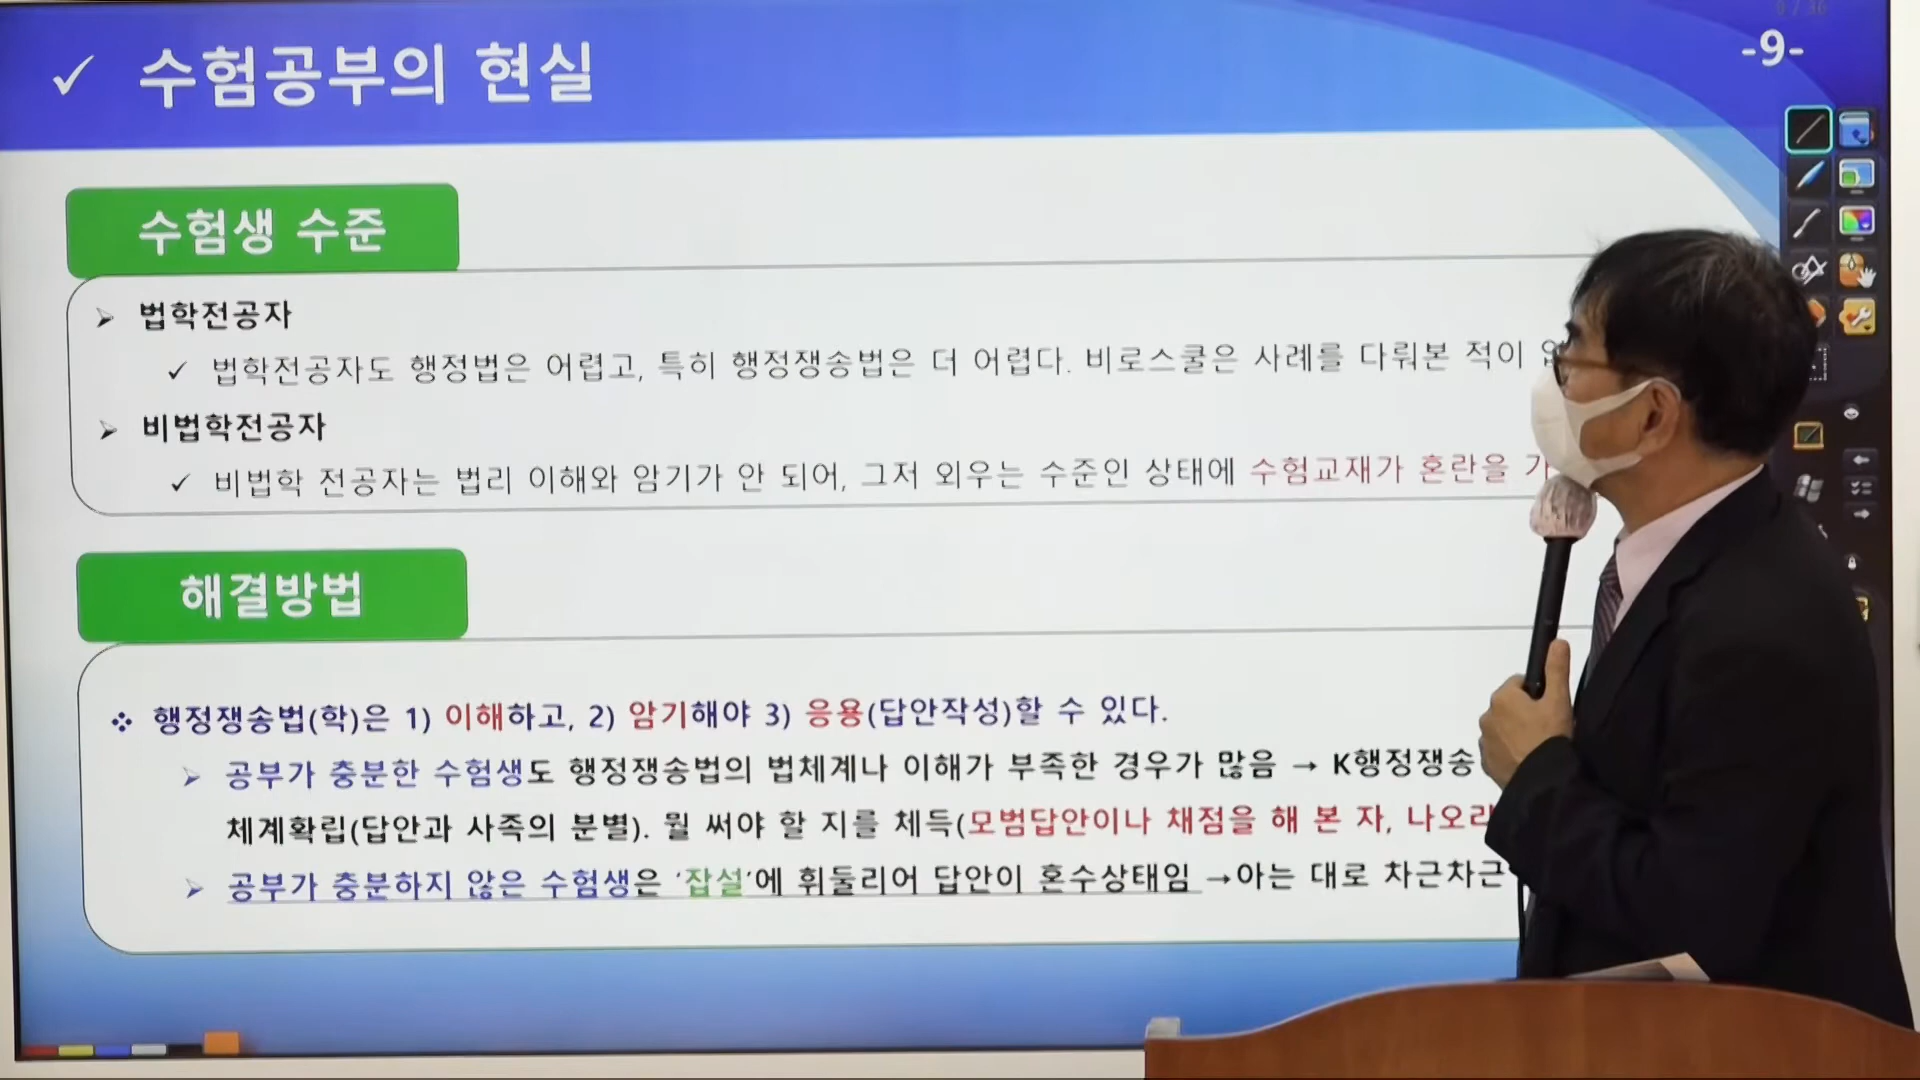 -9-
✓ 수험공부의 현실
수험생 수준
➢ 법학전공자
✓ 법학전공자도 행정법은 어렵고, 특히 행정쟁송법은 더 어렵다. 비로스쿨은 사례를 다뤄본 적이
➢ 비법학전공자
✓ 비법학 전공자는 법리 이해와 암기가 안 되어, 그저 외우는 수준인 상태에 수험교재가 혼란을
해결방법
❖ 행정쟁송법(학)은 1) 이해하고, 2) 암기해야 3) 응용(답안작성)할 수 있다.
➢ 공부가 충분한 수험생도 행정쟁송법의 법체계나 이해가 부족한 경우가 많음 → K행정쟁송
체계확립(답안과 사족의 분별). 뭘 써야 할 지를 체득(모범답안이나 채점을 해 본 자,
➢ 공부가 충분하지 않은 수험생은 '잡설'에 휘둘리어 답안이 혼수상태임 →아는 대로 차근차근